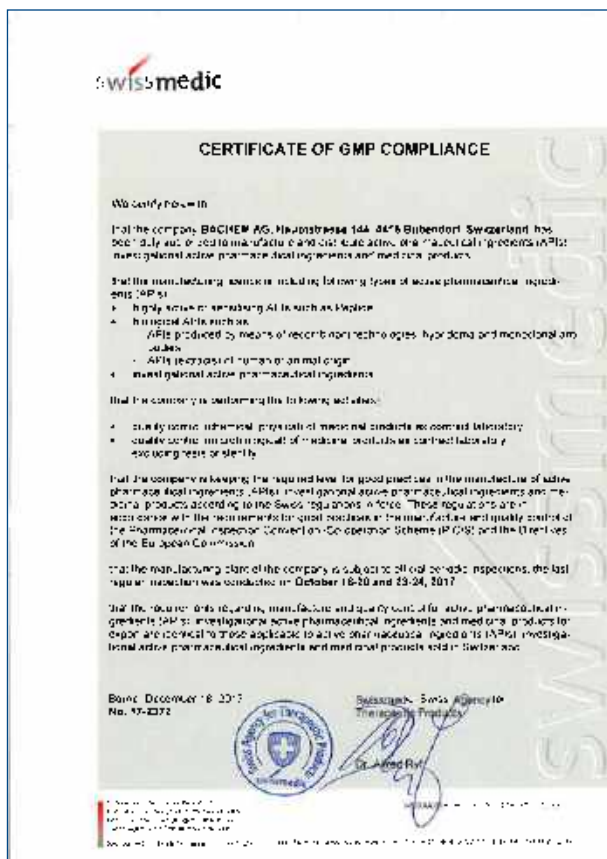 swissmedic
CERTIFICATE OF GMP COMPLIANCE
We certify herewith
that the company BACHEM AG, Hauptstrasse 144, 4416 Bubendorf, Switzerland, has
been duly authorized to manufacture and distribute active pharmaceutical ingredients (APIs)
investigational active pharmaceutical ingredients and medicinal products
that the manufacturing licence is including following types of active pharmaceutical ingredi-
ents (APIs)
• highly active or sensitising APIs such as Peptide
• biological APIs such as
- APIs produced by means of recombinant technologies, hybridoma and monoclonal anti
bodies
- APIs (extracts) of human or animal origin
• investigational active pharmaceutical ingredients
that the company is performing the following activities:
• quality control (chemical, physical) of medicinal products as contract laboratory
• quality control (microbiological) of medicinal products as contract laboratory
excluding tests of sterility
that the company is keeping the required level for good practices in the manufacture of active
pharmaceutical ingredients (APIs), investigational active pharmaceutical ingredients and me-
dicinal products according to the Swiss regulations in force. These regulations are in
accordance with the requirements for good practices in the manufacture and quality control of
the Pharmaceutical Inspection Convention Co-operation Scheme (PIC/S) and the Directives
of the European Commission
that the manufacturing plant of the company is subject to official periodic inspections, the last
regular inspection was conducted on October 16-20 and 23-24, 2017
that the requirements regarding manufacture and quality control for active pharmaceutical in-
gredients (APIs), investigational active pharmaceutical ingredients and medicinal products for
export are identical to those applicable to active pharmaceutical ingredients (APIs), investiga-
tional active pharmaceutical ingredients and medicinal products sold in Switzerland
Berne, December 18, 2017
No. 17-2372
Swissmedic, Swiss Agency for
Therapeutic Products
Swiss Agency for Therapeutic Products
swissmedic
Dr. Alfred Ryf
swissmedic